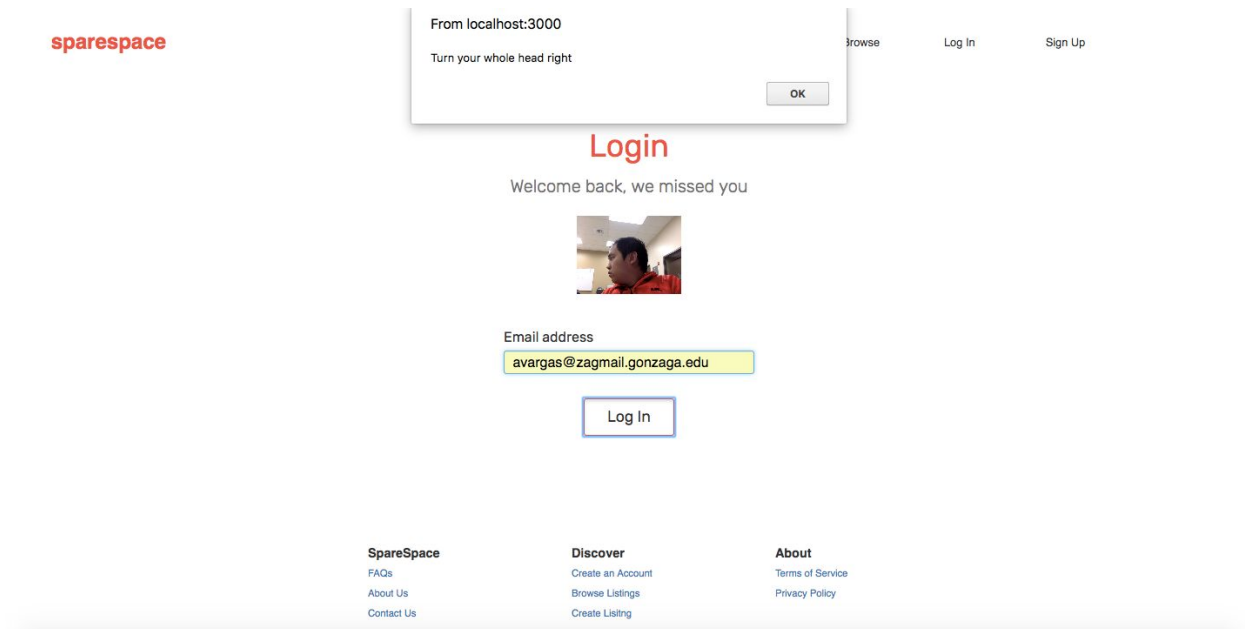 From localhost:3000
Turn your whole head right
OK
sparespace
Log In Sign Up
Login
Welcome back, we missed you
Email address
avargas@zagmail.gonzaga.edu
Log In
SpareSpace Discover About
FAQs Create an Account Terms of Service
About Us Browse Listings Privacy Policy
Contact Us Create Lisitng